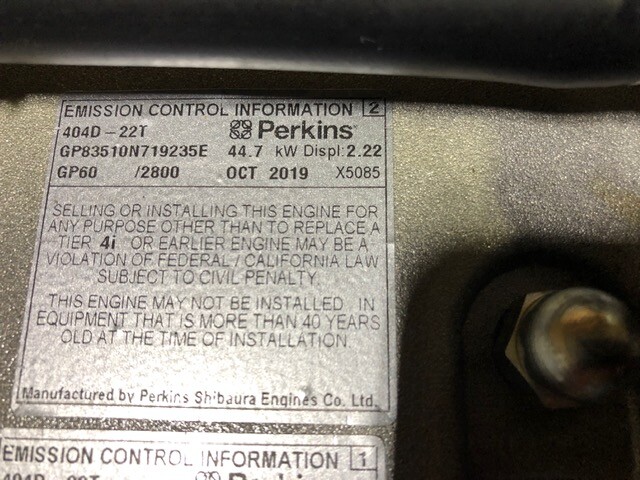 EMISSION CONTROL INFORMATION 2
404D-22T Perkins
GP83510N719235E 44.7 kW Displ:2.22
GP60 /2800 OCT 2019 X5085
SELLING OR INSTALLING THIS ENGINE FOR
ANY PURPOSE OTHER THAN TO REPLACE A
TIER 4i OR EARLIER ENGINE MAY BE A
VIOLATION OF FEDERAL / CALIFORNIA LAW
SUBJECT TO CIVIL PENALTY.
THIS ENGINE MAY NOT BE INSTALLED IN
EQUIPMENT THAT IS MORE THAN 40 YEARS
OLD AT THE TIME OF INSTALLATION.
Manufactured by Perkins Shibaura Engines Co. Ltd.
EMISSION CONTROL INFORMATION 1
404D-22T Perkins